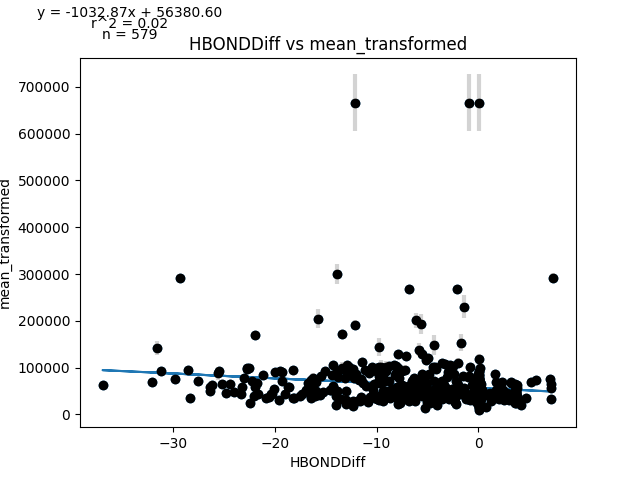 y = -1032.87x + 56380.60
r^2 = 0.02
n = 579
HBONDDiff vs mean_transformed
700000
600000
500000
400000
300000
200000
100000
0
mean_transformed
−30
−20
−10
0
HBONDDiff